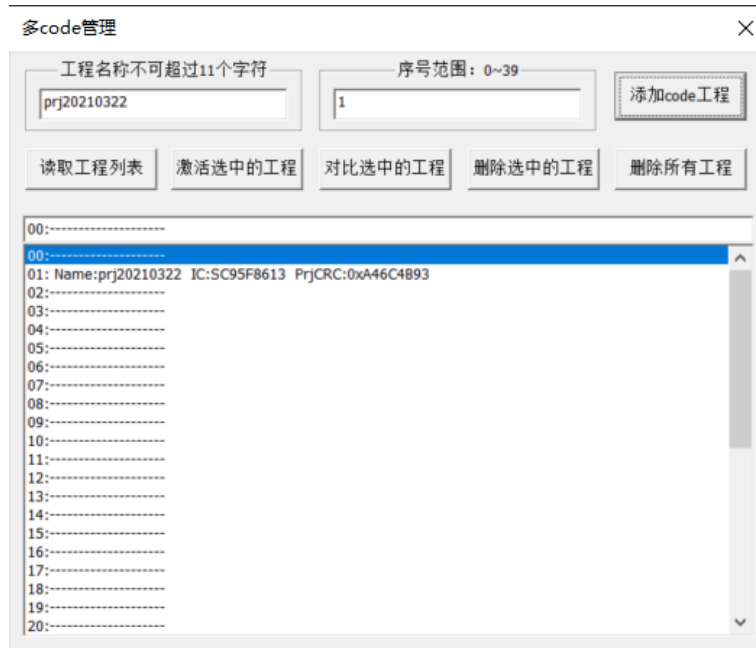 多code管理
工程名称不可超过11个字符
序号范围：0~39
prj20210322
1
添加code工程
读取工程列表
激活选中的工程
对比选中的工程
删除选中的工程
删除所有工程
00:--------------------
00:--------------------
01: Name:prj20210322 IC:SC95F8613 PrjCRC:0xA46C4B93
02:--------------------
03:--------------------
04:--------------------
05:--------------------
06:--------------------
07:--------------------
08:--------------------
09:--------------------
10:--------------------
11:--------------------
12:--------------------
13:--------------------
14:--------------------
15:--------------------
16:--------------------
17:--------------------
18:--------------------
19:--------------------
20:--------------------